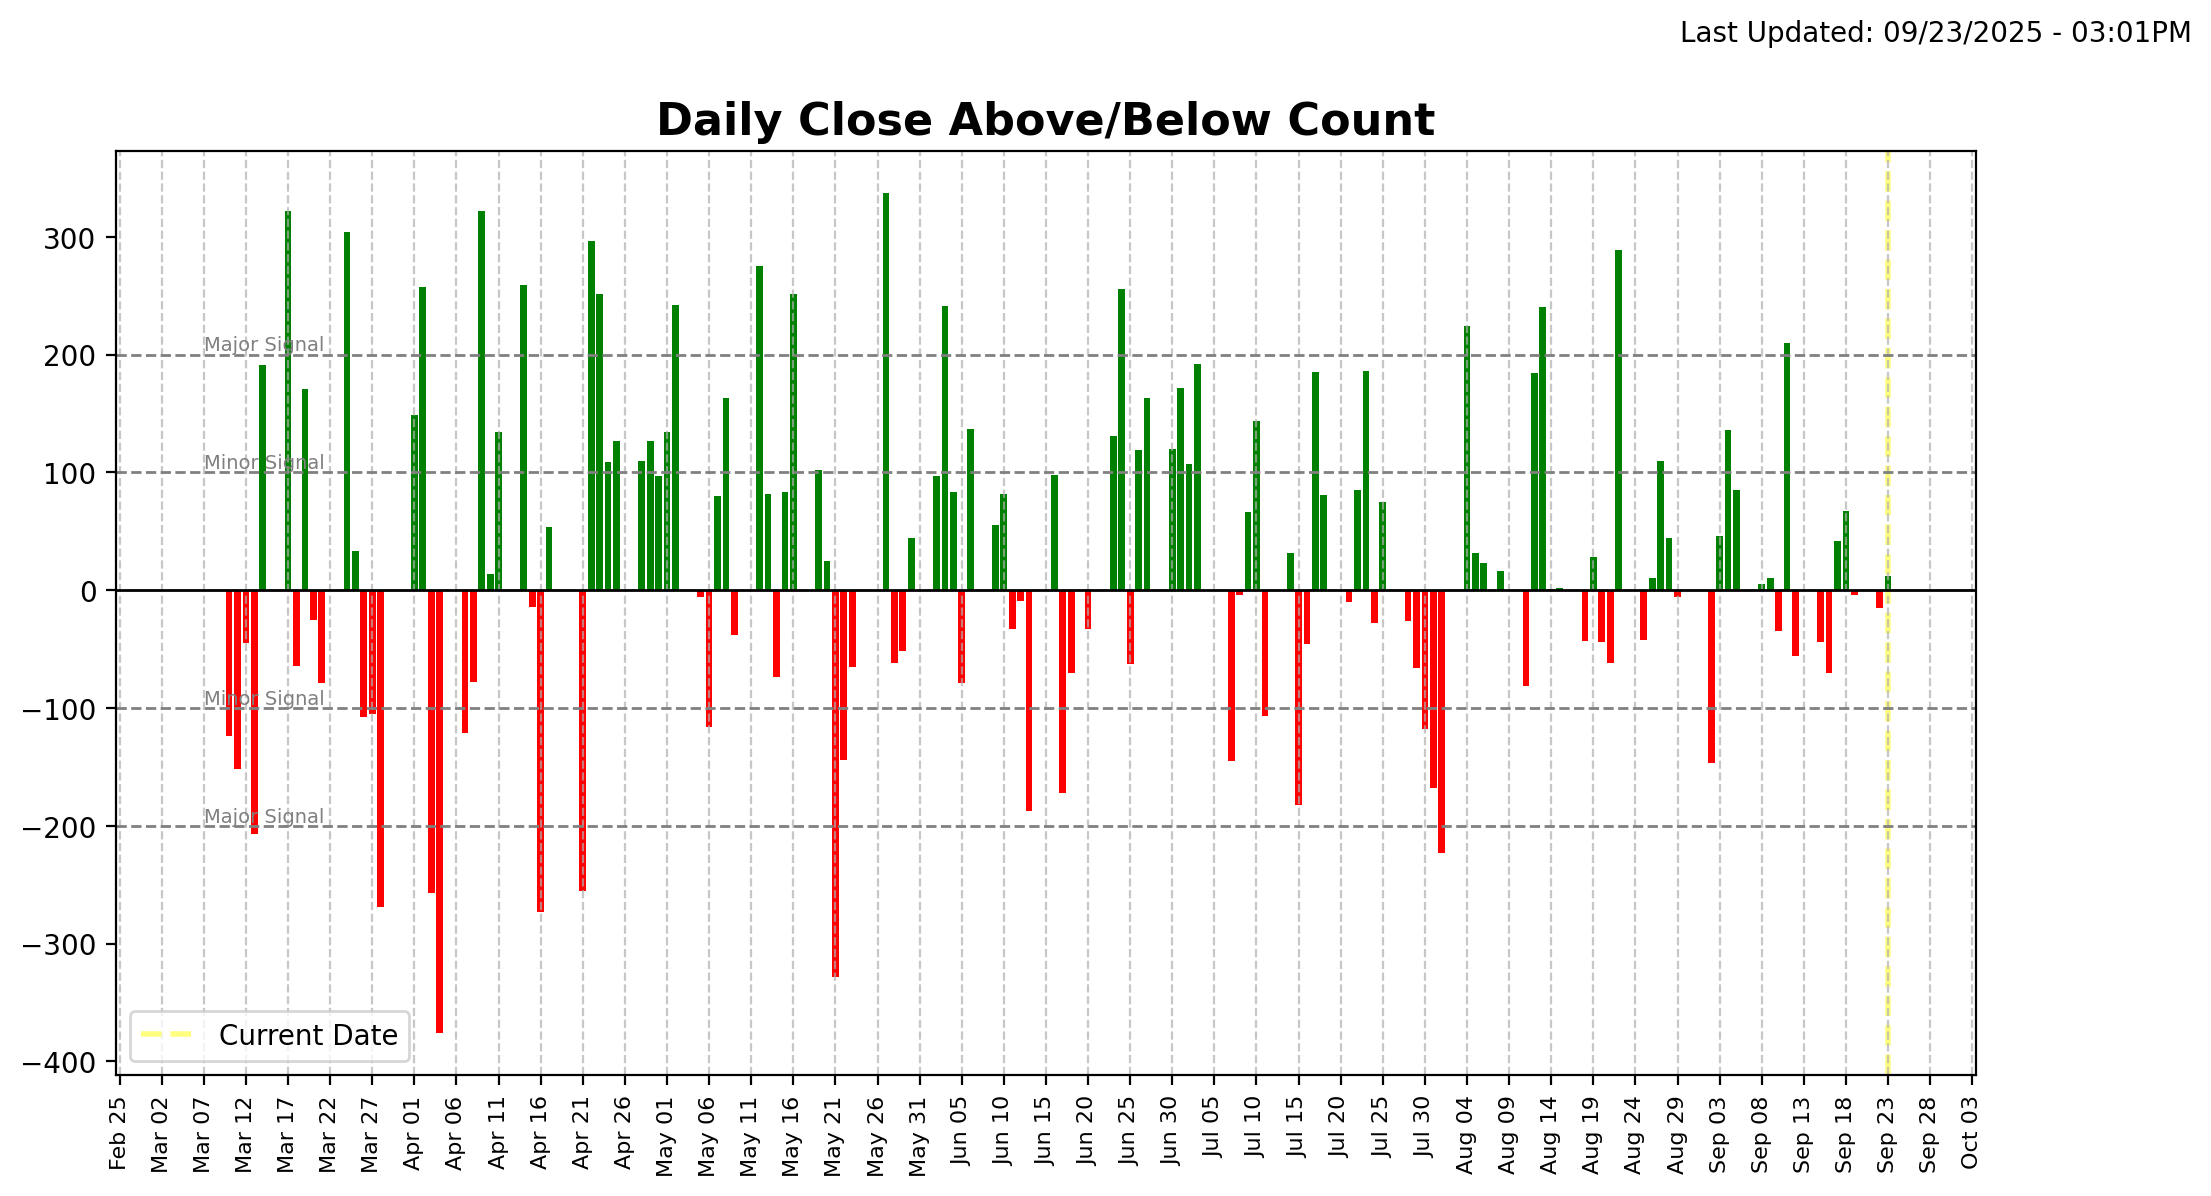 Last Updated: 09/23/2025 - 03:01PM
Daily Close Above/Below Count
300
200
100
0
−100
−200
−300
−400
Major Signal
Minor Signal
Minor Signal
Major Signal
Current Date
Feb 25
Mar 02
Mar 07
Mar 12
Mar 17
Mar 22
Mar 27
Apr 01
Apr 06
Apr 11
Apr 16
Apr 21
Apr 26
May 01
May 06
May 11
May 16
May 21
May 26
May 31
Jun 05
Jun 10
Jun 15
Jun 20
Jun 25
Jun 30
Jul 05
Jul 10
Jul 15
Jul 20
Jul 25
Jul 30
Aug 04
Aug 09
Aug 14
Aug 19
Aug 24
Aug 29
Sep 03
Sep 08
Sep 13
Sep 18
Sep 23
Sep 28
Oct 03